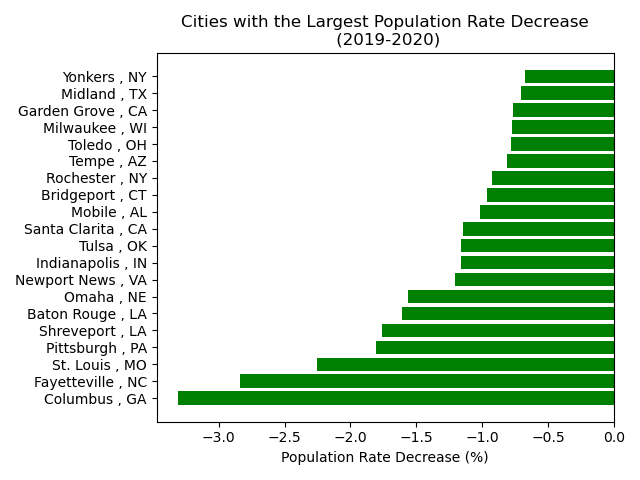 Cities with the Largest Population Rate Decrease
(2019-2020)
Yonkers , NY
Midland , TX
Garden Grove , CA
Milwaukee , WI
Toledo , OH
Tempe , AZ
Rochester , NY
Bridgeport , CT
Mobile , AL
Santa Clarita , CA
Tulsa , OK
Indianapolis , IN
Newport News , VA
Omaha , NE
Baton Rouge , LA
Shreveport , LA
Pittsburgh , PA
St. Louis , MO
Fayetteville , NC
Columbus , GA
−3.0 −2.5 −2.0 −1.5 −1.0 −0.5 0.0
Population Rate Decrease (%)